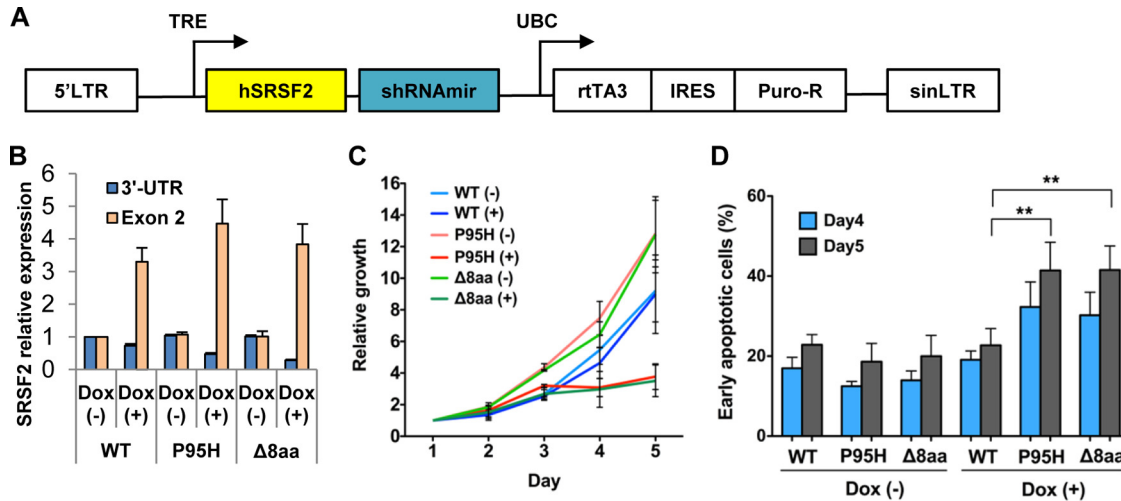 A
TRE
UBC
5'LTR
hSRSF2
shRNAmir
rtTA3
IRES
Puro-R
sinLTR
B
SRSF2 relative expression
6
5
4
3
2
1
0
3'-UTR
Exon 2
Dox Dox Dox Dox Dox Dox
(-) (+) (-) (+) (-) (+)
WT P95H Δ8aa
C
Relative growth
16
14
12
10
8
6
4
2
0
WT (-)
WT (+)
P95H (-)
P95H (+)
Δ8aa (-)
Δ8aa (+)
1 2 3 4 5
Day
D
Early apoptotic cells (%)
60
40
20
0
Day4
Day5
**
**
WT P95H Δ8aa WT P95H Δ8aa
Dox (-) Dox (+)